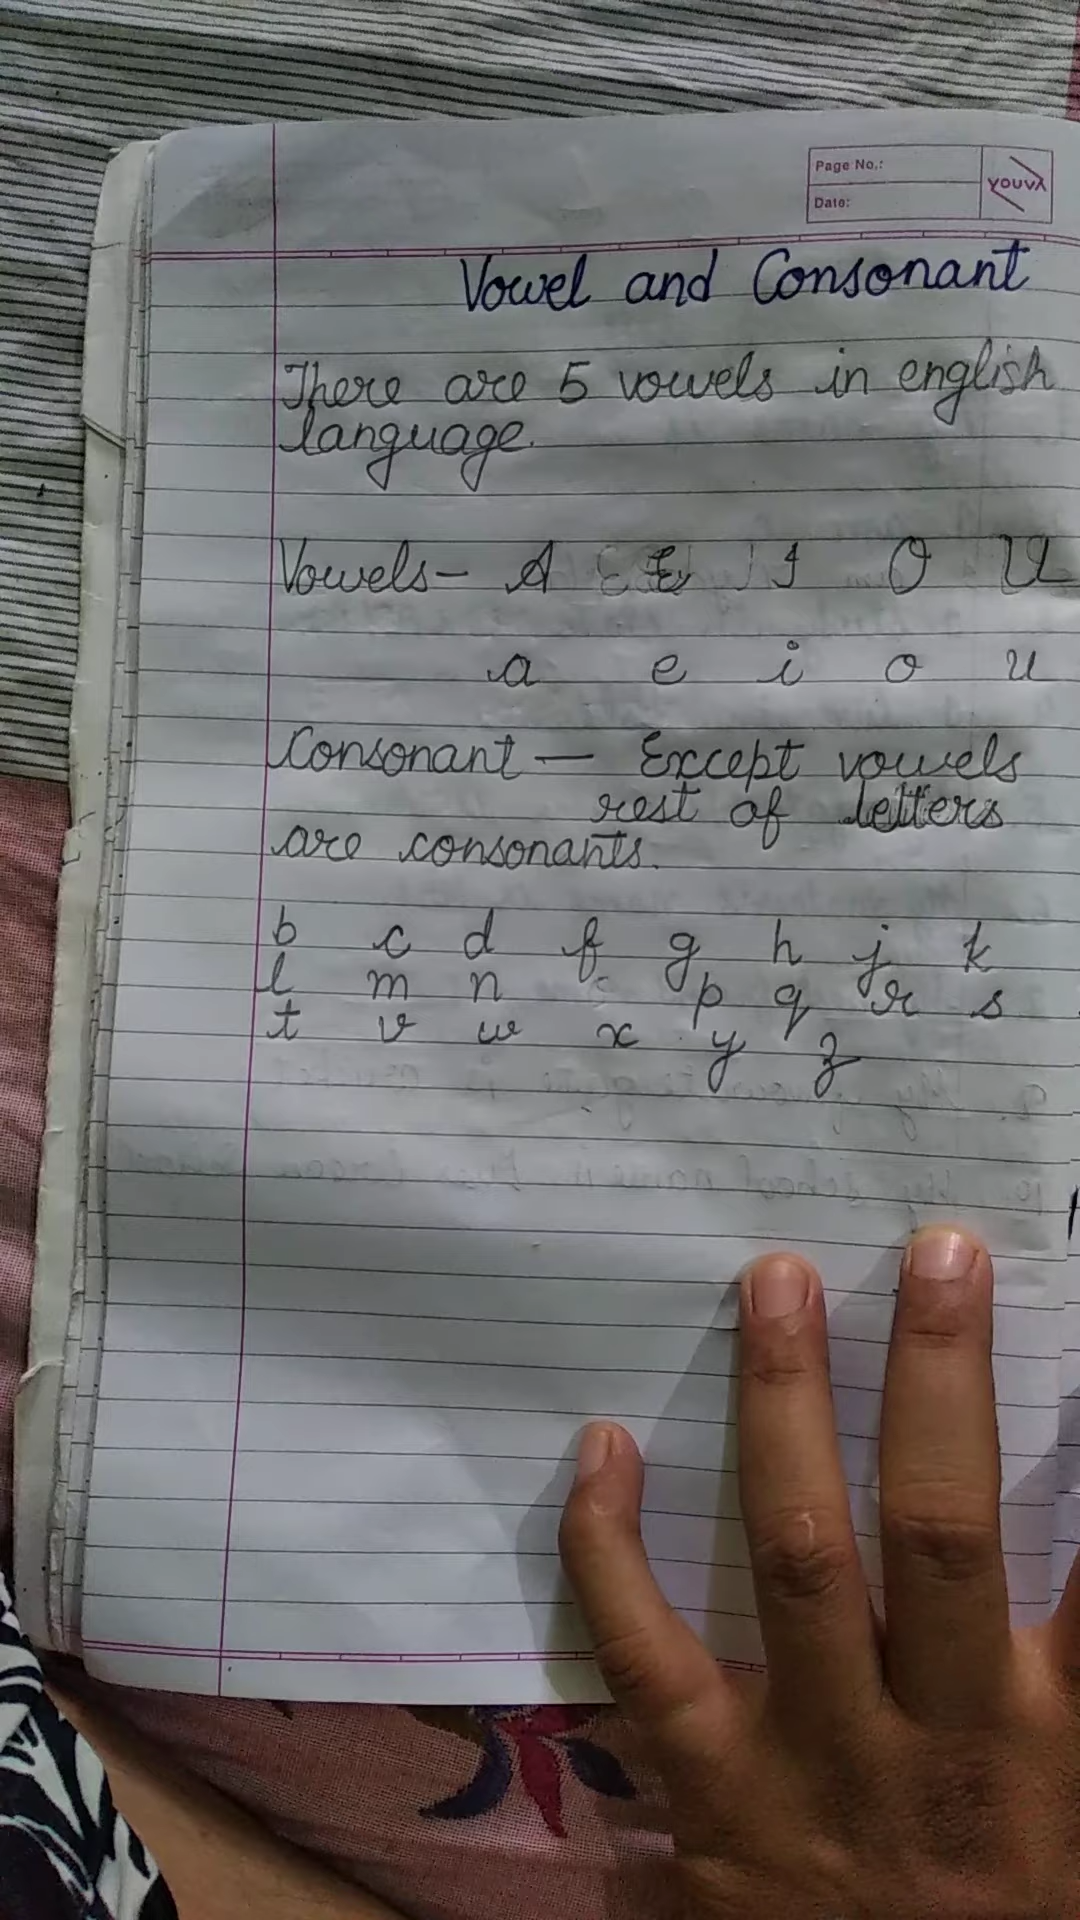 Page No.:
Date:
YOUVA
Vowel and Consonant
There are 5 vowels in english
language.
Vowels- A E I O U
a e i o u
Consonant - Except vowels
rest of letters
are consonants.
b c d f g h j k
l m n p q r s
t v w x y z